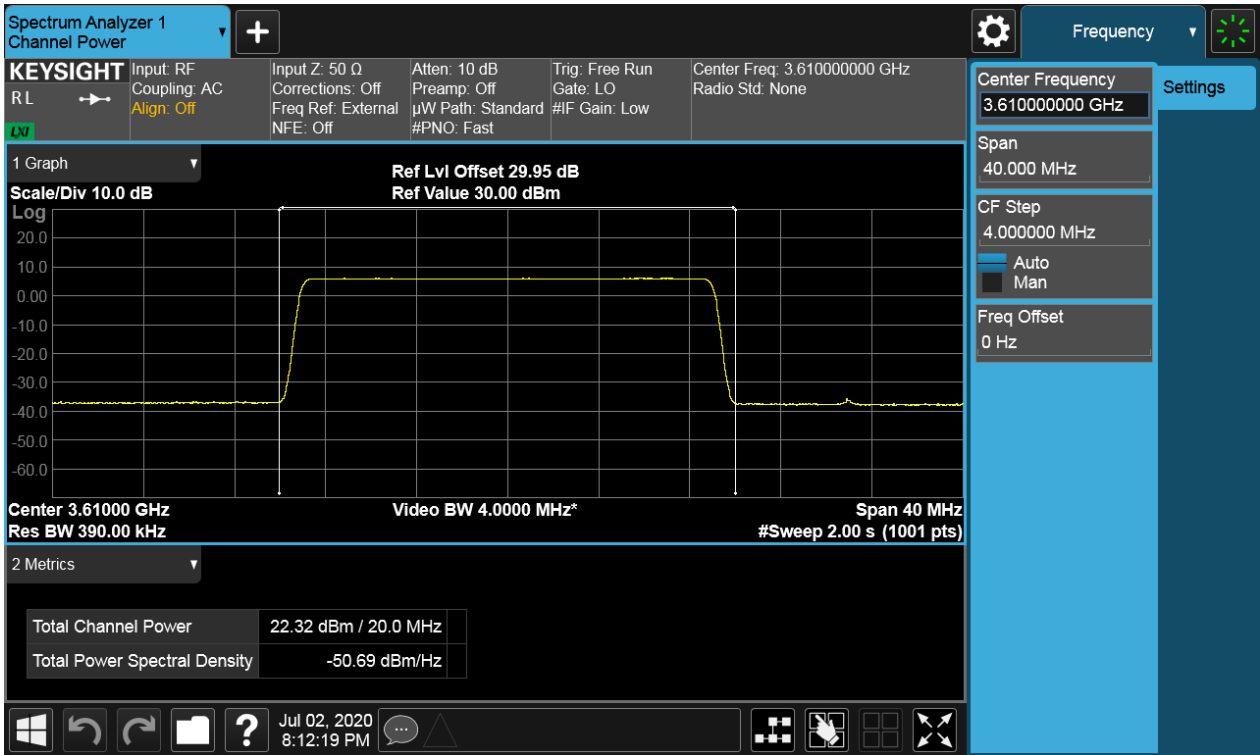 Spectrum Analyzer 1
Channel Power
+
Frequency
KEYSIGHT
RL
LXI
Input: RF
Coupling: AC
Align: Off
Input Z: 50 Ω
Corrections: Off
Freq Ref: External
NFE: Off
Atten: 10 dB
Preamp: Off
µW Path: Standard
#PNO: Fast
Trig: Free Run
Gate: LO
#IF Gain: Low
Center Freq: 3.610000000 GHz
Radio Std: None
Center Frequency
3.610000000 GHz
Settings
Span
40.000 MHz
CF Step
4.000000 MHz
Auto
Man
Freq Offset
0 Hz
1 Graph
Ref Lvl Offset 29.95 dB
Scale/Div 10.0 dB
Ref Value 30.00 dBm
Log
20.0
10.0
0.00
-10.0
-20.0
-30.0
-40.0
-50.0
-60.0
Center 3.61000 GHz
Video BW 4.0000 MHz*
Span 40 MHz
Res BW 390.00 kHz
#Sweep 2.00 s (1001 pts)
2 Metrics
Total Channel Power 22.32 dBm / 20.0 MHz
Total Power Spectral Density -50.69 dBm/Hz
?
Jul 02, 2020
8:12:19 PM